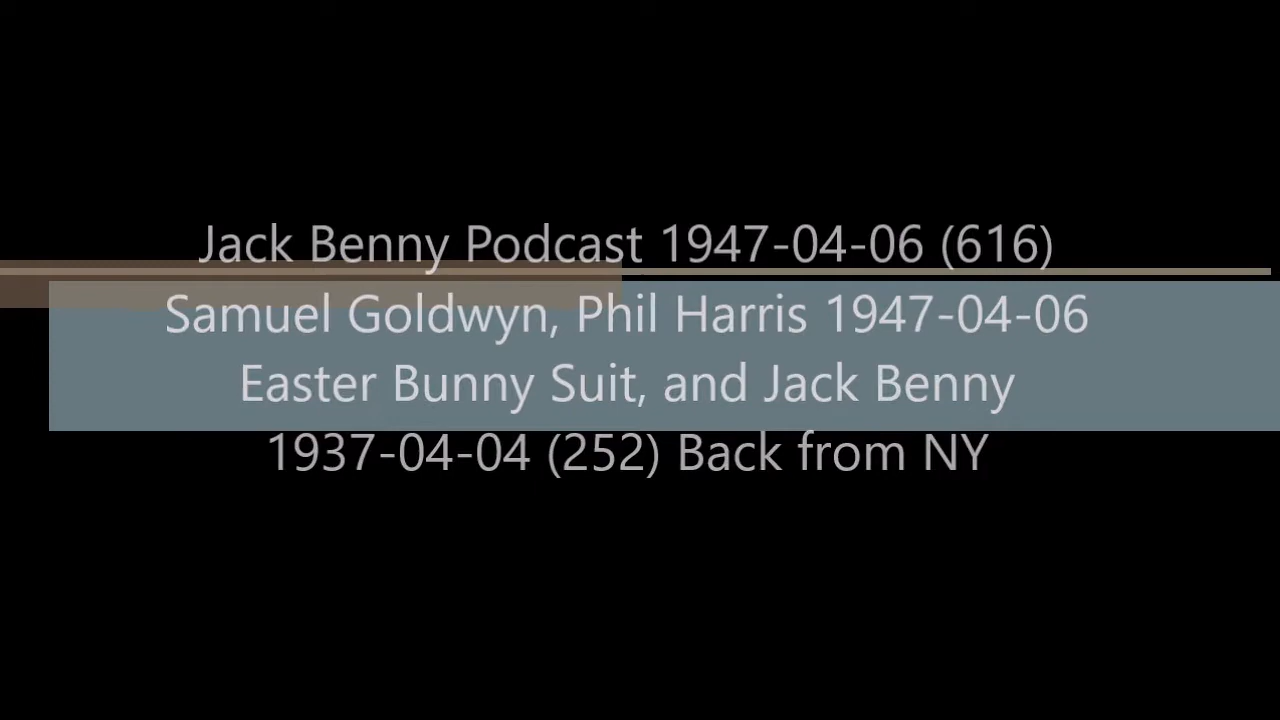 Jack Benny Podcast 1947-04-06 (616)
Samuel Goldwyn, Phil Harris 1947-04-06
Easter Bunny Suit, and Jack Benny
1937-04-04 (252) Back from NY